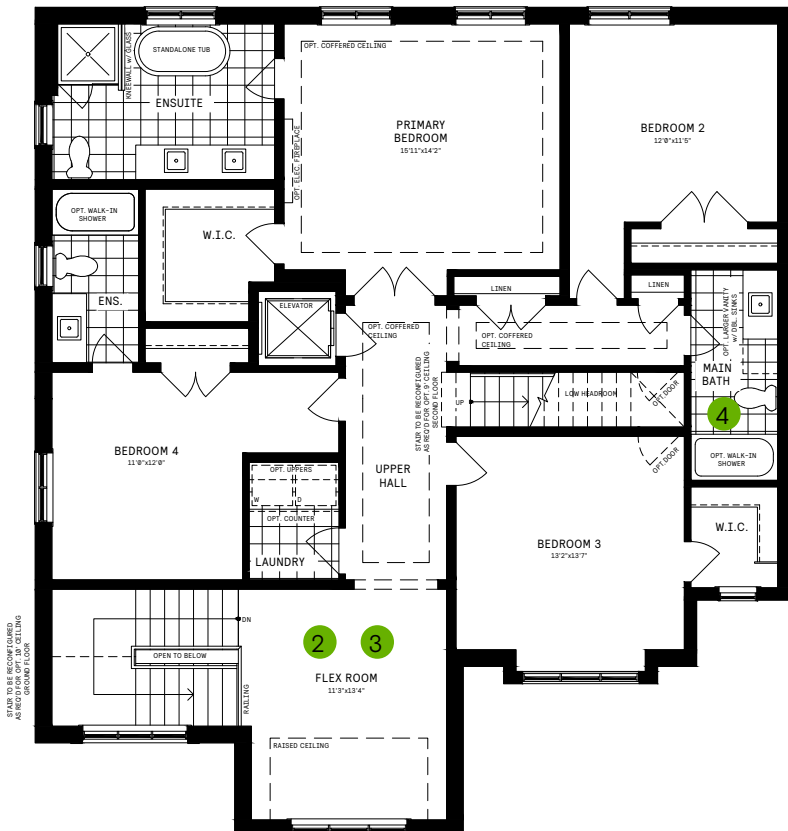 STANDALONE TUB
KNEEWALL w/ GLASS
ENSUITE
OPT. COFFERED CEILING
PRIMARY
BEDROOM
15'11"x14'2"
OPT. ELEC. FIREPLACE
BEDROOM 2
12'0"x11'5"
OPT. WALK-IN
SHOWER
W.I.C.
ENS.
ELEVATOR
LINEN
LINEN
OPT. COFFERED
CEILING
OPT. COFFERED
CEILING
OPT. LARGER VANITY
w/ DBL. SINKS
MAIN
BATH
4
STAIR TO BE RECONFIGURED
AS REQ'D FOR OPT. 9' CEILING
SECOND FLOOR
UP
LOW HEADROOM
OPT.DOOR
OPT.DOOR
OPT. WALK-IN
SHOWER
BEDROOM 4
11'0"x12'0"
OPT. UPPERS
W
D
OPT. COUNTER
LAUNDRY
UPPER
HALL
BEDROOM 3
13'2"x13'7"
W.I.C.
STAIR TO BE RECONFIGURED
AS REQ'D FOR OPT. 10' CEILING
GROUND FLOOR
DN
OPEN TO BELOW
RAILING
2
3
FLEX ROOM
11'3"x13'4"
RAISED CEILING